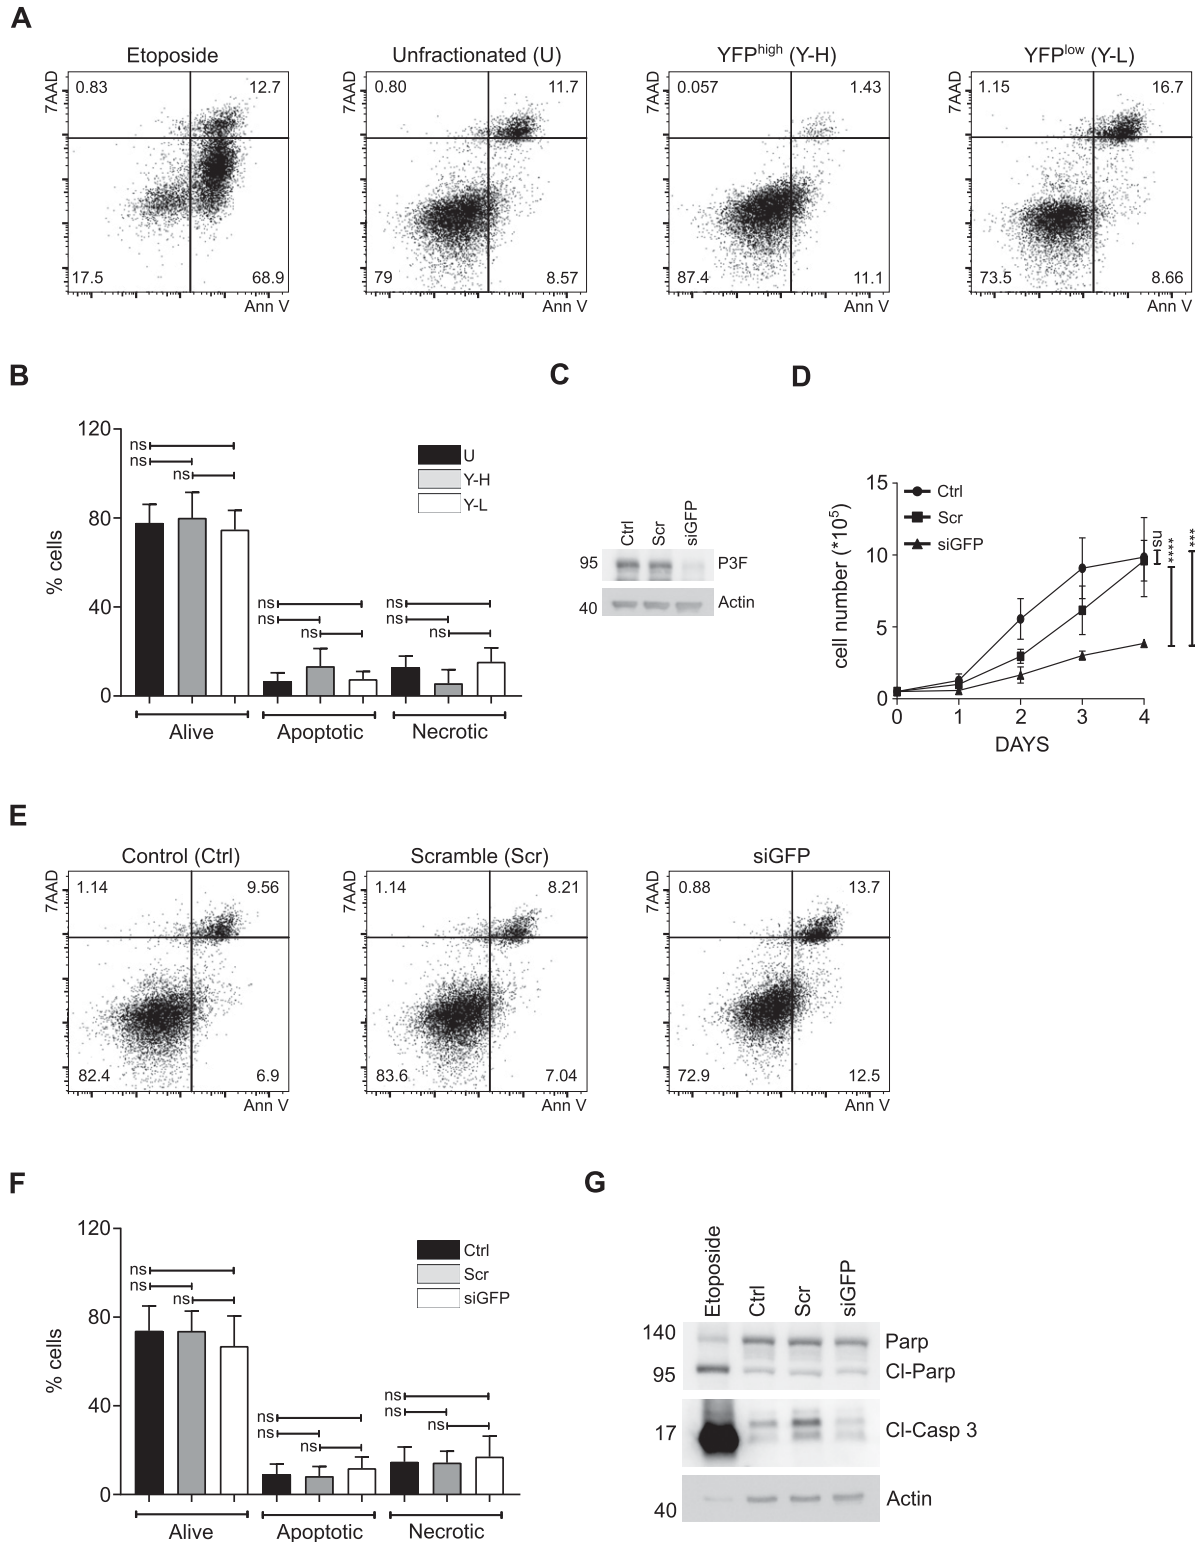 A
Etoposide
Unfractionated (U)
YFPhigh (Y-H)
YFPlow (Y-L)
7AAD
0.83
12.7
17.5
68.9
Ann V
7AAD
0.80
11.7
79
8.57
Ann V
7AAD
0.057
1.43
87.4
11.1
Ann V
7AAD
1.15
16.7
73.5
8.66
Ann V
B
120
80
40
0
% cells
ns
ns
ns
ns
ns
ns
ns
ns
ns
U
Y-H
Y-L
Alive
Apoptotic
Necrotic
C
Ctrl
Scr
siGFP
95
P3F
40
Actin
D
15
10
5
0
cell number (*105)
Ctrl
Scr
siGFP
ns
****
***
0
1
2
3
4
DAYS
E
Control (Ctrl)
Scramble (Scr)
siGFP
7AAD
1.14
9.56
82.4
6.9
Ann V
7AAD
1.14
8.21
83.6
7.04
Ann V
7AAD
0.88
13.7
72.9
12.5
Ann V
F
120
80
40
0
% cells
ns
ns
ns
ns
ns
ns
ns
ns
ns
Ctrl
Scr
siGFP
Alive
Apoptotic
Necrotic
G
Etoposide
Ctrl
Scr
siGFP
140
Parp
95
Cl-Parp
17
Cl-Casp 3
40
Actin